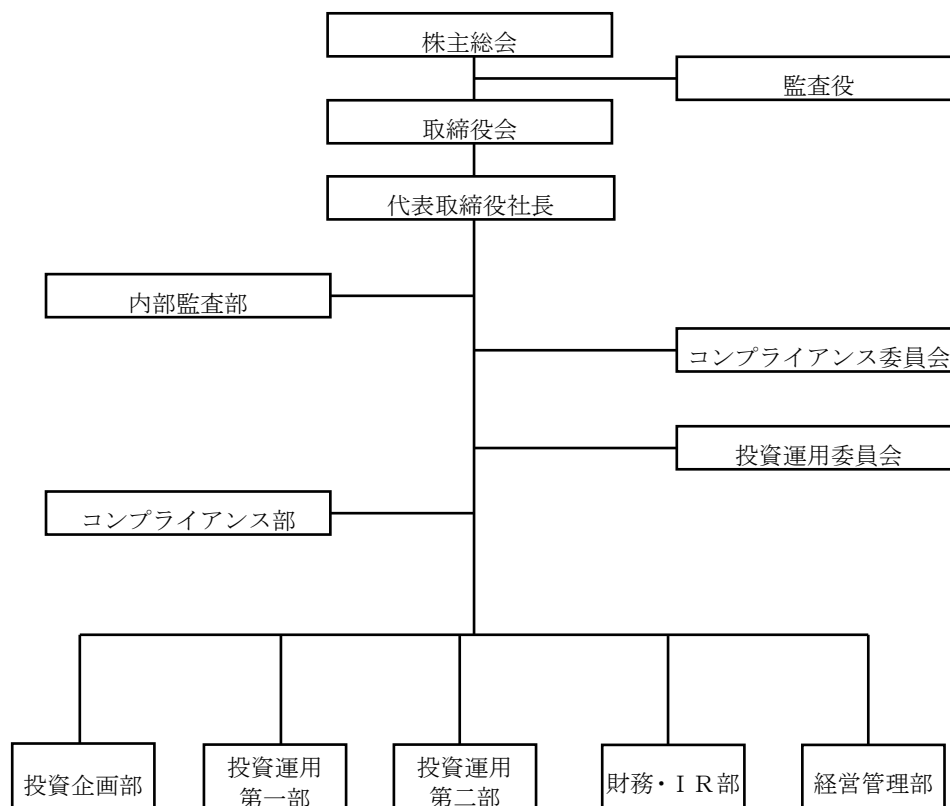 株主総会
監査役
取締役会
代表取締役社長
内部監査部
コンプライアンス委員会
投資運用委員会
コンプライアンス部
投資企画部
投資運用
第一部
投資運用
第二部
財務・ＩＲ部
経営管理部